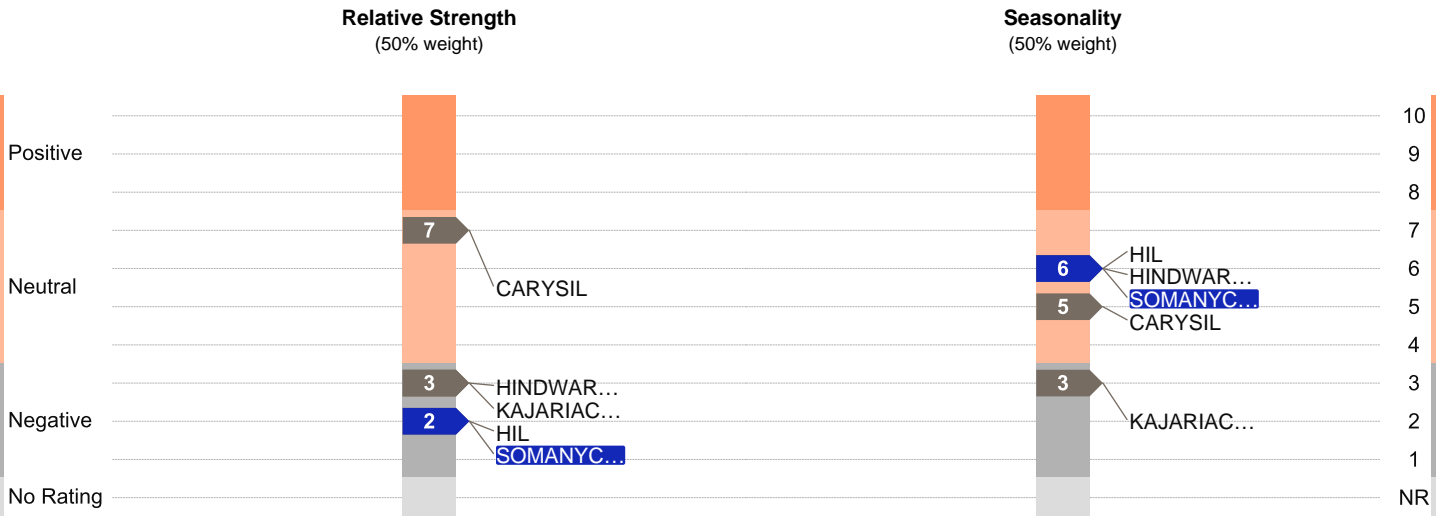 Relative Strength
(50% weight)
Seasonality
(50% weight)
Positive
Neutral
Negative
No Rating
7
CARYSIL
3
HINDWAR…
KAJARIAC…
2
HIL
SOMANYC…
6
HIL
HINDWAR…
SOMANYC…
5
CARYSIL
3
KAJARIAC…
10
9
8
7
6
5
4
3
2
1
NR